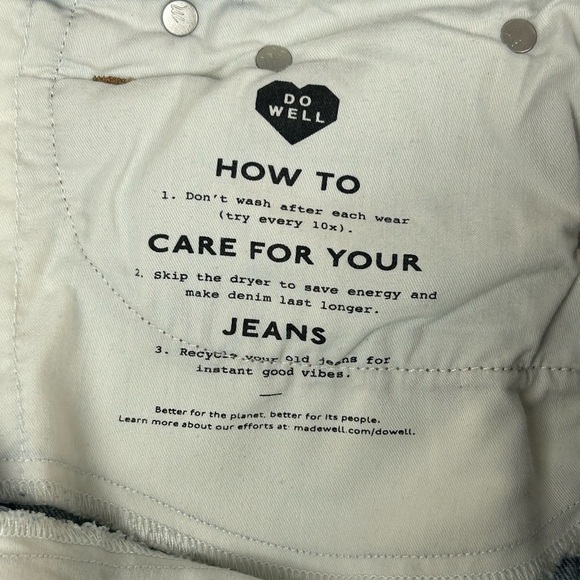 DO
WELL
HOW TO
1. Don't wash after each wear
(try every 10x).
CARE FOR YOUR
2. Skip the dryer to save energy and
make denim last longer.
JEANS
3. Recycle your old jeans for
instant good vibes.
Better for the planet, better for its people.
Learn more about our efforts at: madewell.com/dowell.